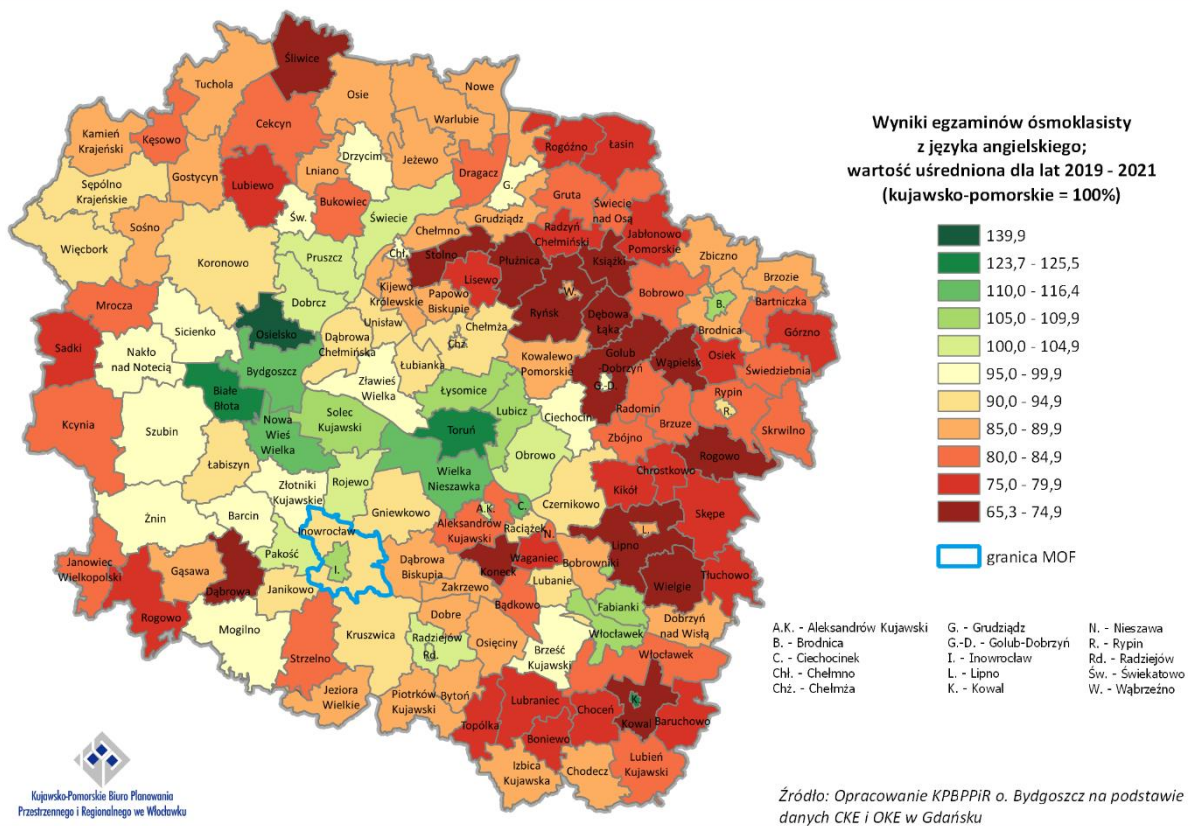 Śliwice
Tuchola
Osie
Nowe
Warlubie
Kamień
Krajeński
Kęsowo
Cekcyn
Rogóźno
Łasin
Drzycim
Jeżewo
Dragacz
G.
Gostycyn
Lniano
Lubiewo
Bukowiec
Gruta
Sępólno
Krajeńskie
Św.
Świecie
Grudziądz
Świecie
nad Osą
Sośno
Chełmno
Radzyń
Chełmiński
Jabłonowo
Pomorskie
Więcbork
Koronowo
Pruszcz
Chł.
Stolno
Płużnica
Książki
Zbiczno
Brzozie
Mrocza
Dobrcz
Kijewo
Królewskie
Lisewo
Papowo
Biskupie
W.
Bobrowo
B.
Bartniczka
Sicienko
Osielsko
Unisław
Dąbrowa
Chełmińska
Chełmża
Chż.
Ryńsk
Dębowa
Łąka
Brodnica
Górzno
Sadki
Nakło
nad Notecią
Bydgoszcz
Łubianka
Kowalewo
Pomorskie
Golub
-Dobrzyń
G.-D.
Wąpielsk
Osiek
Świedziebnia
Białe
Błota
Zławieś
Wielka
Łysomice
Rypin
R.
Kcynia
Szubin
Nowa
Wieś
Wielka
Solec
Kujawski
Toruń
Lubicz
Ciechocin
Radomin
Zbójno
Brzuze
Skrwilno
Łabiszyn
Wielka
Nieszawka
Obrowo
Rogowo
Złotniki
Kujawskie
Rojewo
Chrostkowo
Kikół
Żnin
Barcin
Gniewkowo
Czernikowo
Skępe
Inowrocław
A.K.
C.
Aleksandrów
Kujawski
Raciążek
N.
L.
Lipno
Pakość
I.
Janowiec
Wielkopolski
Gąsawa
Dąbrowa
Dąbrowa
Biskupia
Koneck
Waganiec
Bobrowniki
Wielgie
Tłuchowo
Rogowo
Janikowo
Zakrzewo
Lubanie
Bądkowo
Fabianki
Dobrzyń
nad Wisłą
Mogilno
Strzelno
Kruszwica
Dobre
Radziejów
Rd.
Osięciny
Brześć
Kujawski
Włocławek
Włocławek
Jeziora
Wielkie
Piotrków
Kujawski
Bytoń
Lubraniec
Topólka
Choceń
K.
Kowal
Baruchowo
Boniewo
Izbica
Kujawska
Chodecz
Lubień
Kujawski
Wyniki egzaminów ósmoklasisty
z języka angielskiego;
wartość uśredniona dla lat 2019 - 2021
(kujawsko-pomorskie = 100%)
139,9
123,7 - 125,5
110,0 - 116,4
105,0 - 109,9
100,0 - 104,9
95,0 - 99,9
90,0 - 94,9
85,0 - 89,9
80,0 - 84,9
75,0 - 79,9
65,3 - 74,9
granica MOF
A.K. - Aleksandrów Kujawski
B. - Brodnica
C. - Ciechocinek
Chł. - Chełmno
Chż. - Chełmża
G. - Grudziądz
G.-D. - Golub-Dobrzyń
I. - Inowrocław
L. - Lipno
K. - Kowal
N. - Nieszawa
R. - Rypin
Rd. - Radziejów
Św. - Świekatowo
W. - Wąbrzeźno
Kujawsko-Pomorskie Biuro Planowania
Przestrzennego i Regionalnego we Włocławku
Źródło: Opracowanie KPBPPiR o. Bydgoszcz na podstawie
danych CKE i OKE w Gdańsku